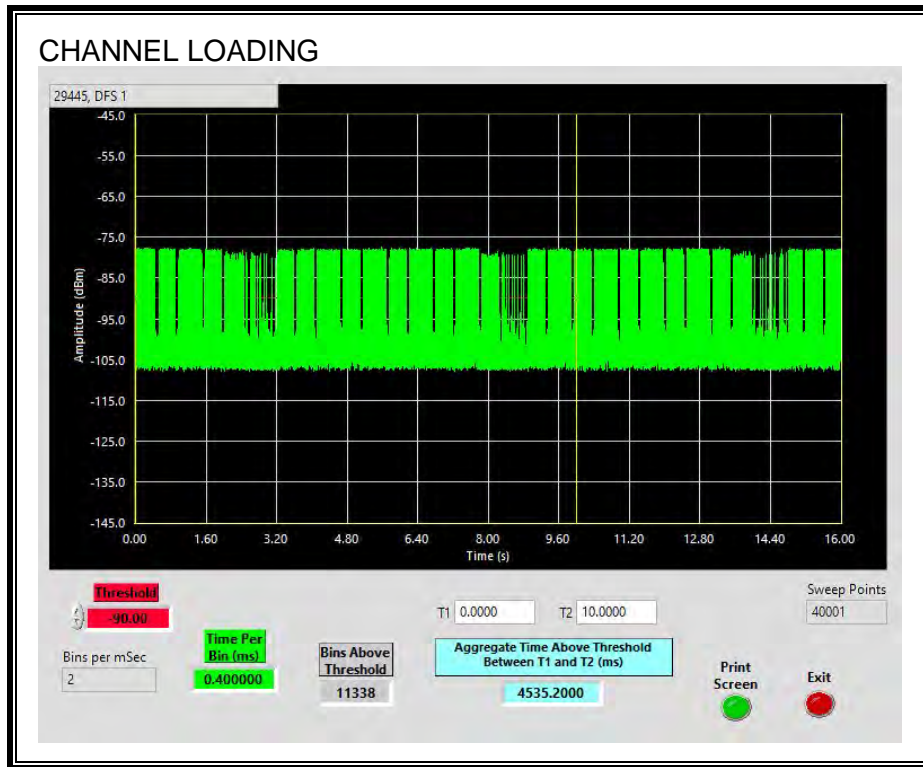 CHANNEL LOADING
29445, DFS 1
Amplitude (dBm)
-45.0
-55.0
-65.0
-75.0
-85.0
-95.0
-105.0
-115.0
-125.0
-135.0
-145.0
0.00 1.60 3.20 4.80 6.40 8.00 9.60 11.20 12.80 14.40 16.00
Time (s)
Threshold
-90.00
Bins per mSec
2
Time Per
Bin (ms)
0.400000
Bins Above
Threshold
11338
T1 0.0000 T2 10.0000
Aggregate Time Above Threshold
Between T1 and T2 (ms)
4535.2000
Sweep Points
40001
Print
Screen
Exit